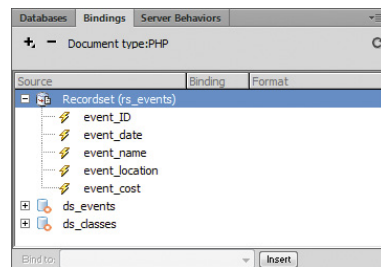 Databases Bindings Server Behaviors
Document type:PHP
Source Binding Format
Recordset (rs_events)
event_ID
event_date
event_name
event_location
event_cost
ds_events
ds_classes
Bind to: Insert